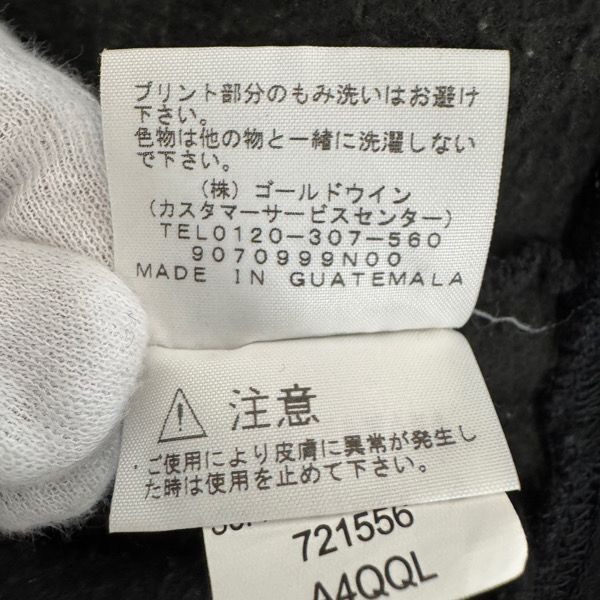 プリント部分のもみ洗いはお避け
下さい。
色物は他の物と一緒に洗濯しない
で下さい。
(株) ゴールドウイン
(カスタマーサービスセンター)
TEL0120-307-560
9070999N00
MADE IN GUATEMALA
注意
ご使用により皮膚に異常が発生し
た時は使用を止めて下さい。
721556
A4QQL